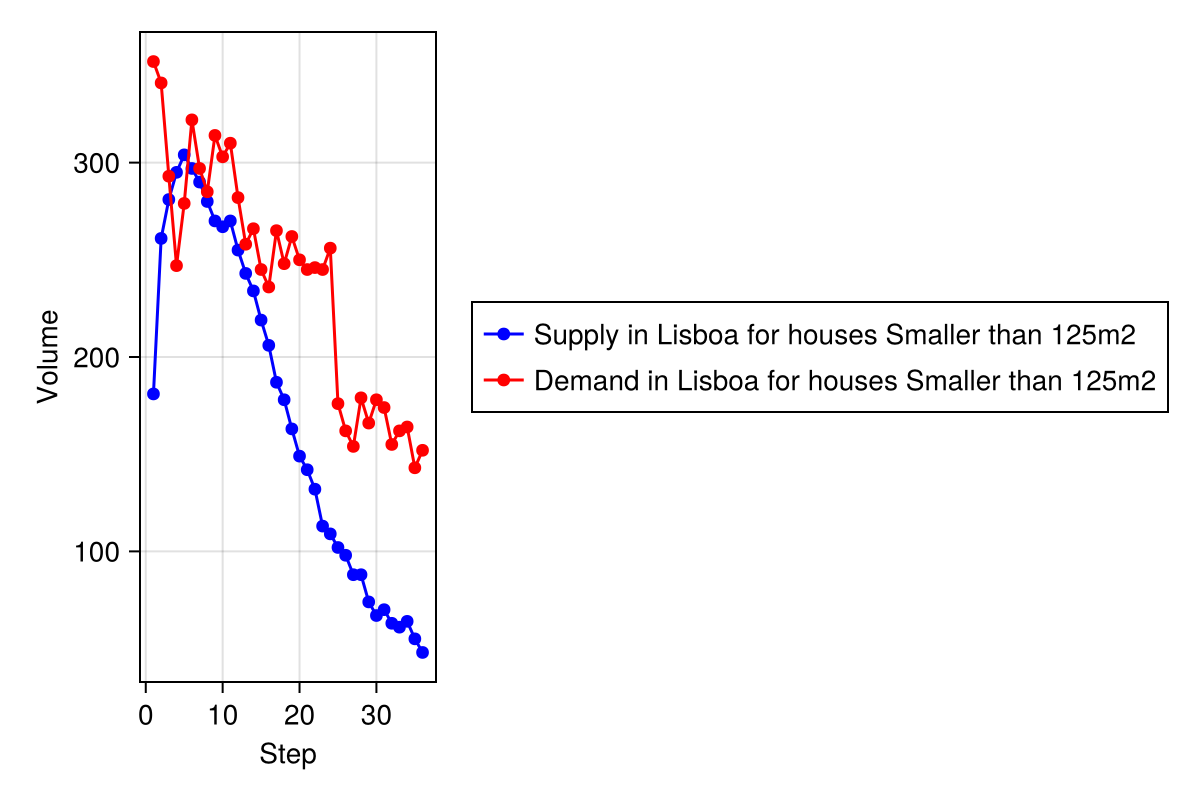 Volume
300
200
100
0 10 20 30
Step
Supply in Lisboa for houses Smaller than 125m2
Demand in Lisboa for houses Smaller than 125m2